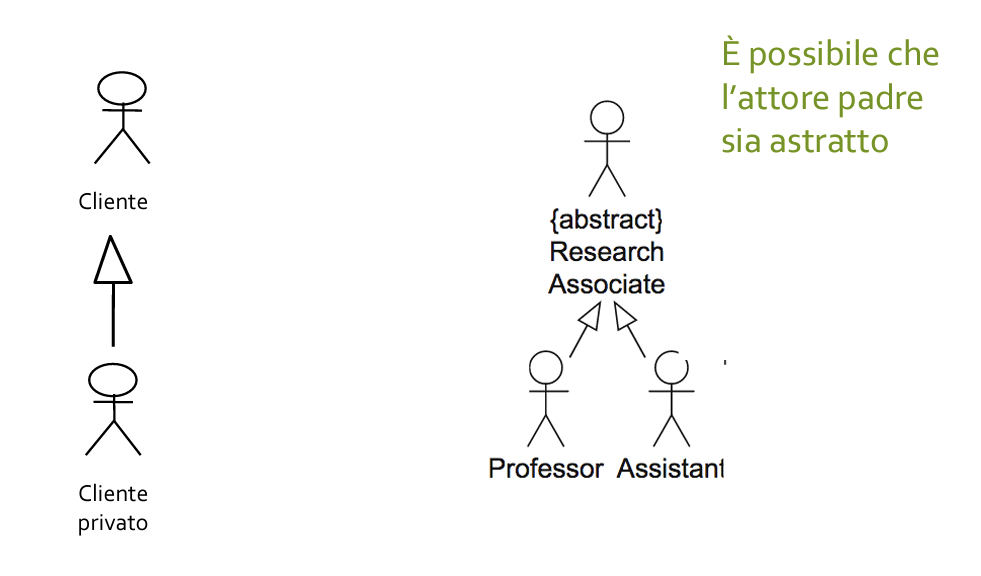 È possibile che
l’attore padre
sia astratto
Cliente
{abstract}
Research
Associate
Professor Assistant
Cliente
privato